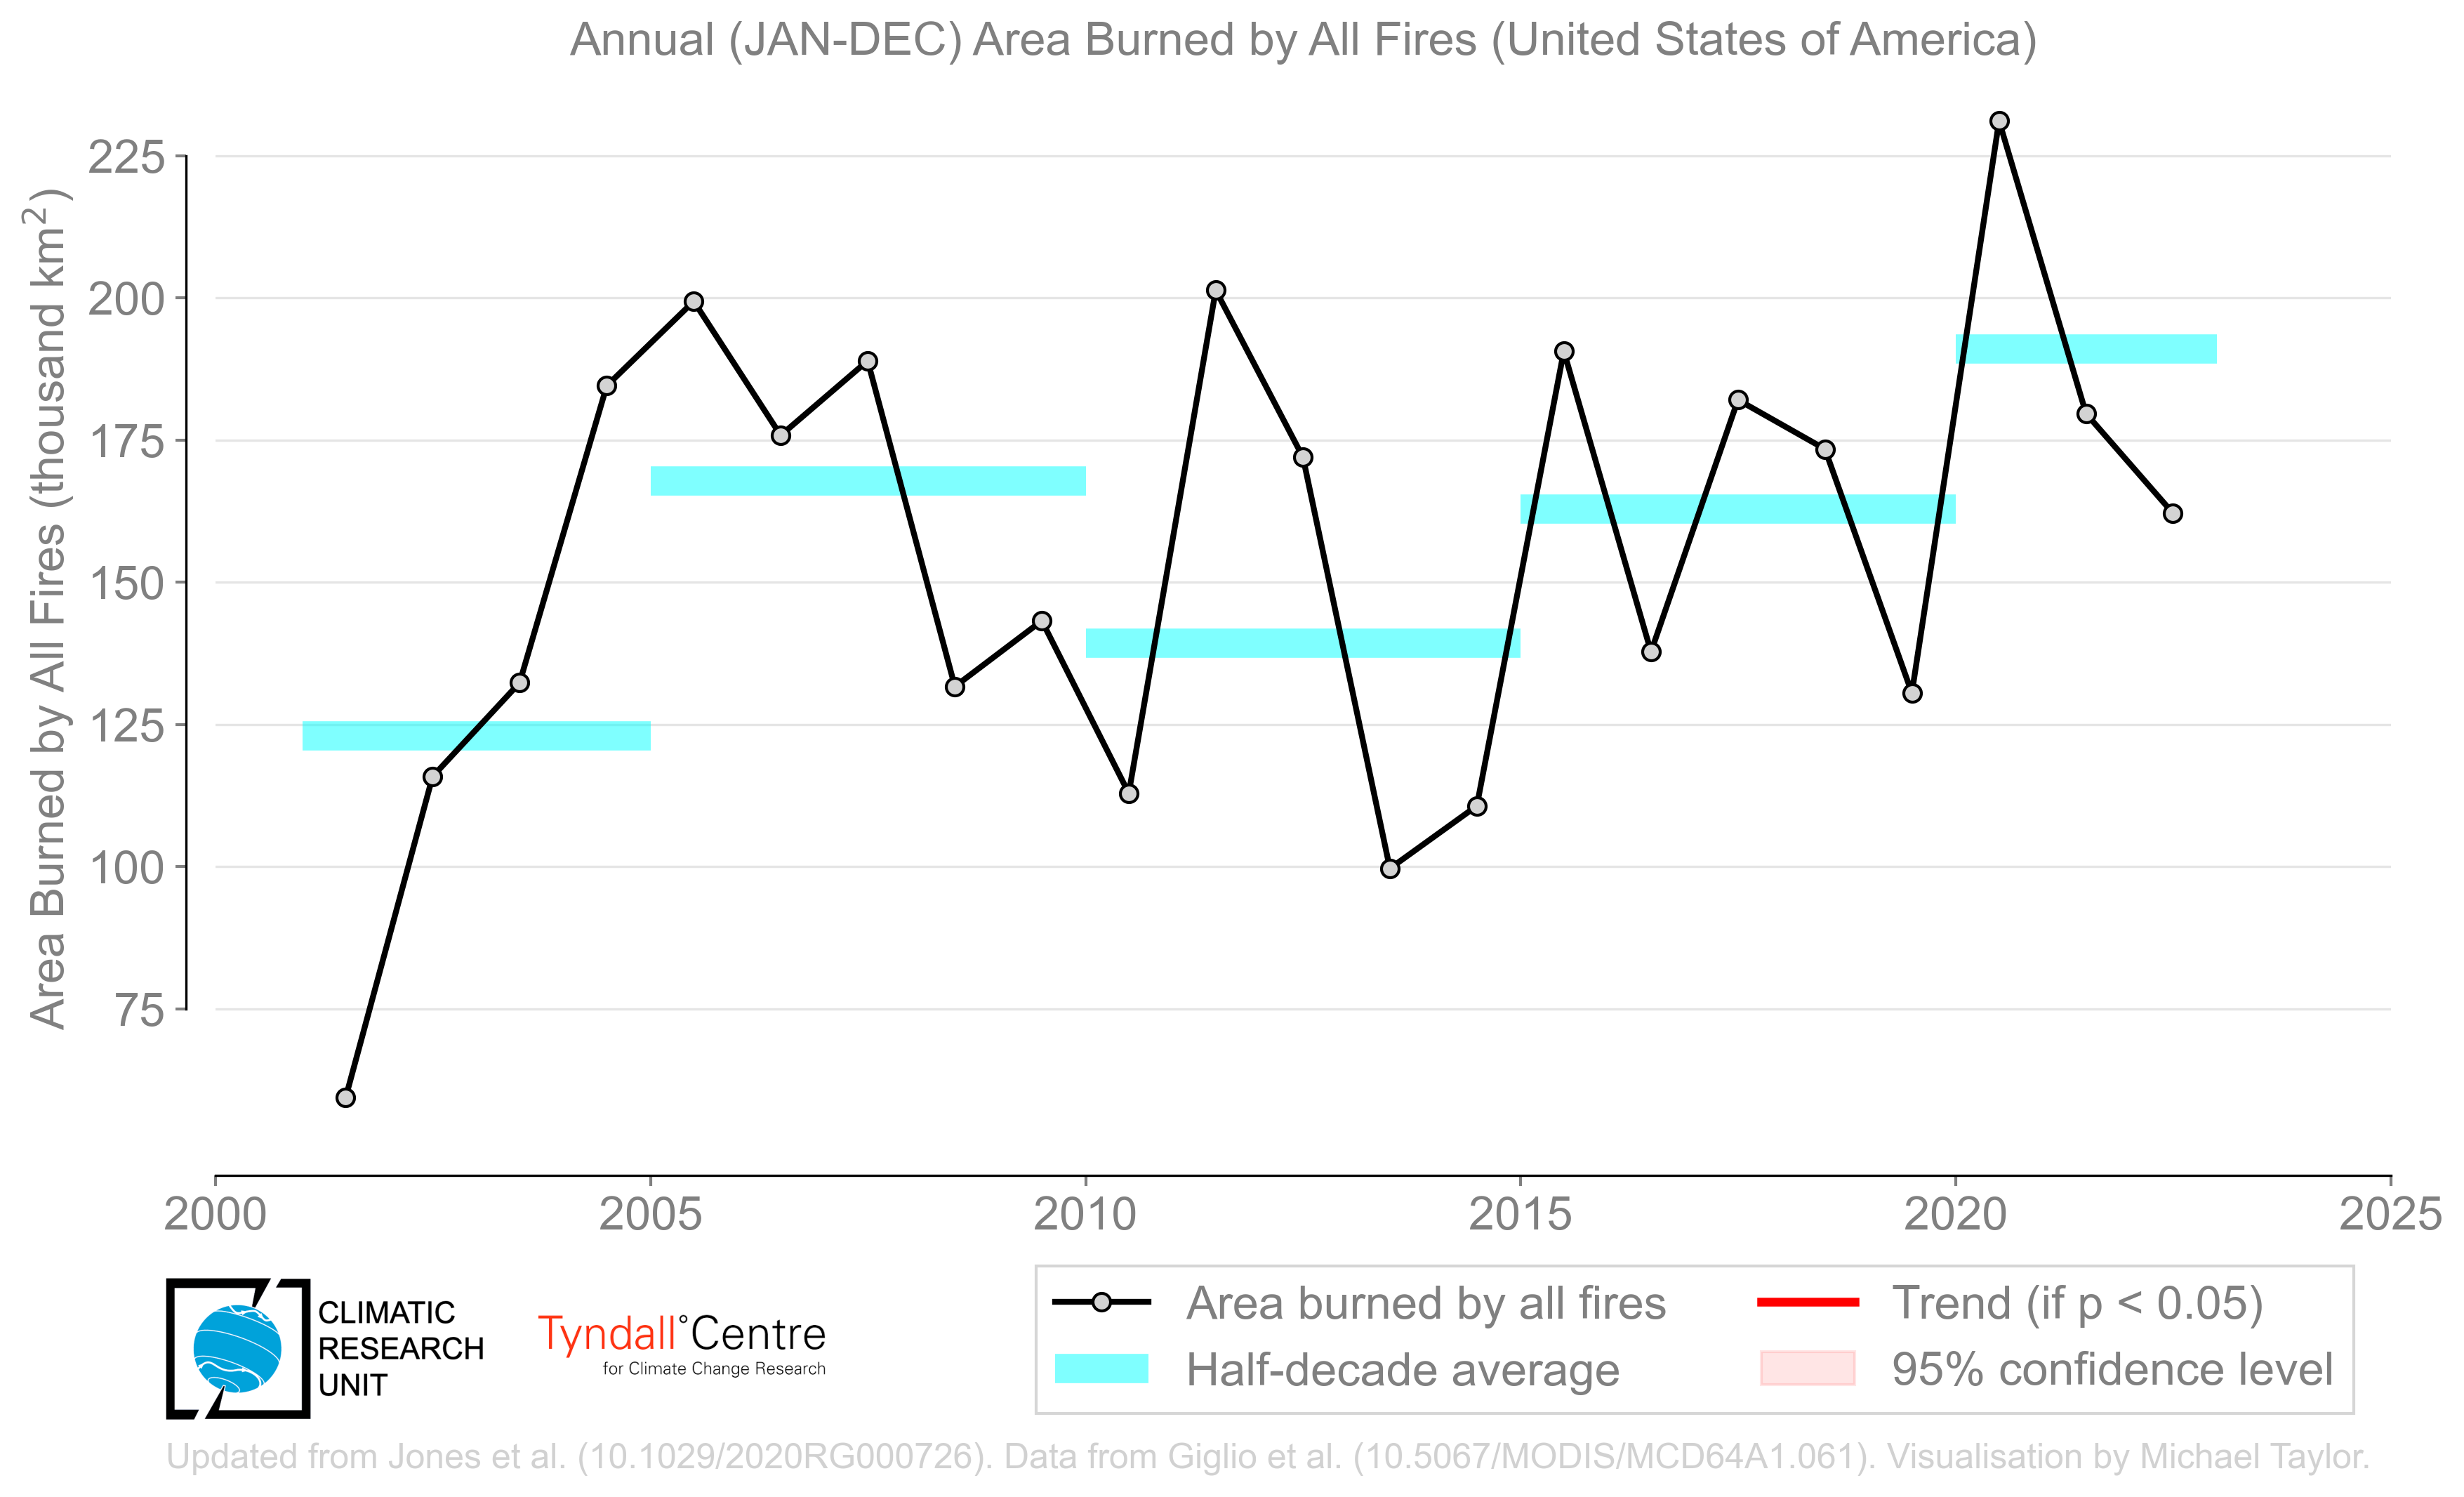 Annual (JAN-DEC) Area Burned by All Fires (United States of America)
Area Burned by All Fires (thousand km²)
225
200
175
150
125
100
75
2000 2005 2010 2015 2020 2025
CLIMATIC
RESEARCH
UNIT
Tyndall°Centre
for Climate Change Research
Area burned by all fires
Half-decade average
Trend (if p < 0.05)
95% confidence level
Updated from Jones et al. (10.1029/2020RG000726). Data from Giglio et al. (10.5067/MODIS/MCD64A1.061). Visualisation by Michael Taylor.